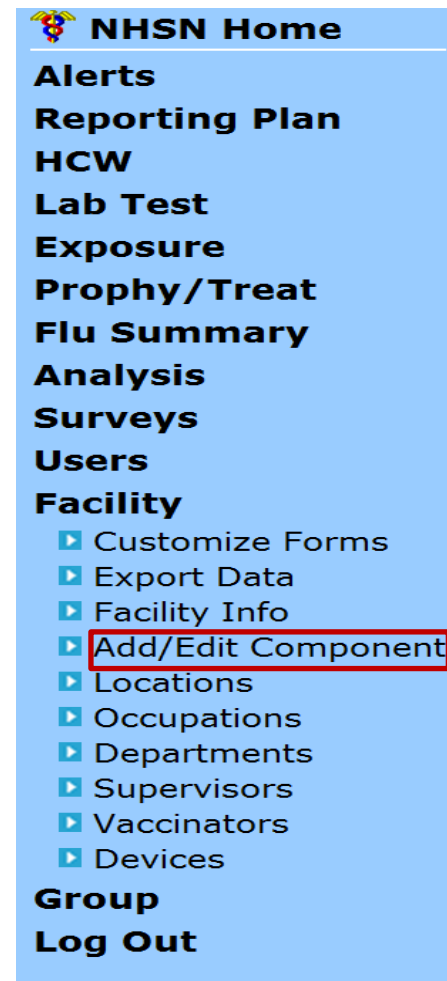 NHSN Home
Alerts
Reporting Plan
HCW
Lab Test
Exposure
Prophy/Treat
Flu Summary
Analysis
Surveys
Users
Facility
Customize Forms
Export Data
Facility Info
Add/Edit Component
Locations
Occupations
Departments
Supervisors
Vaccinators
Devices
Group
Log Out